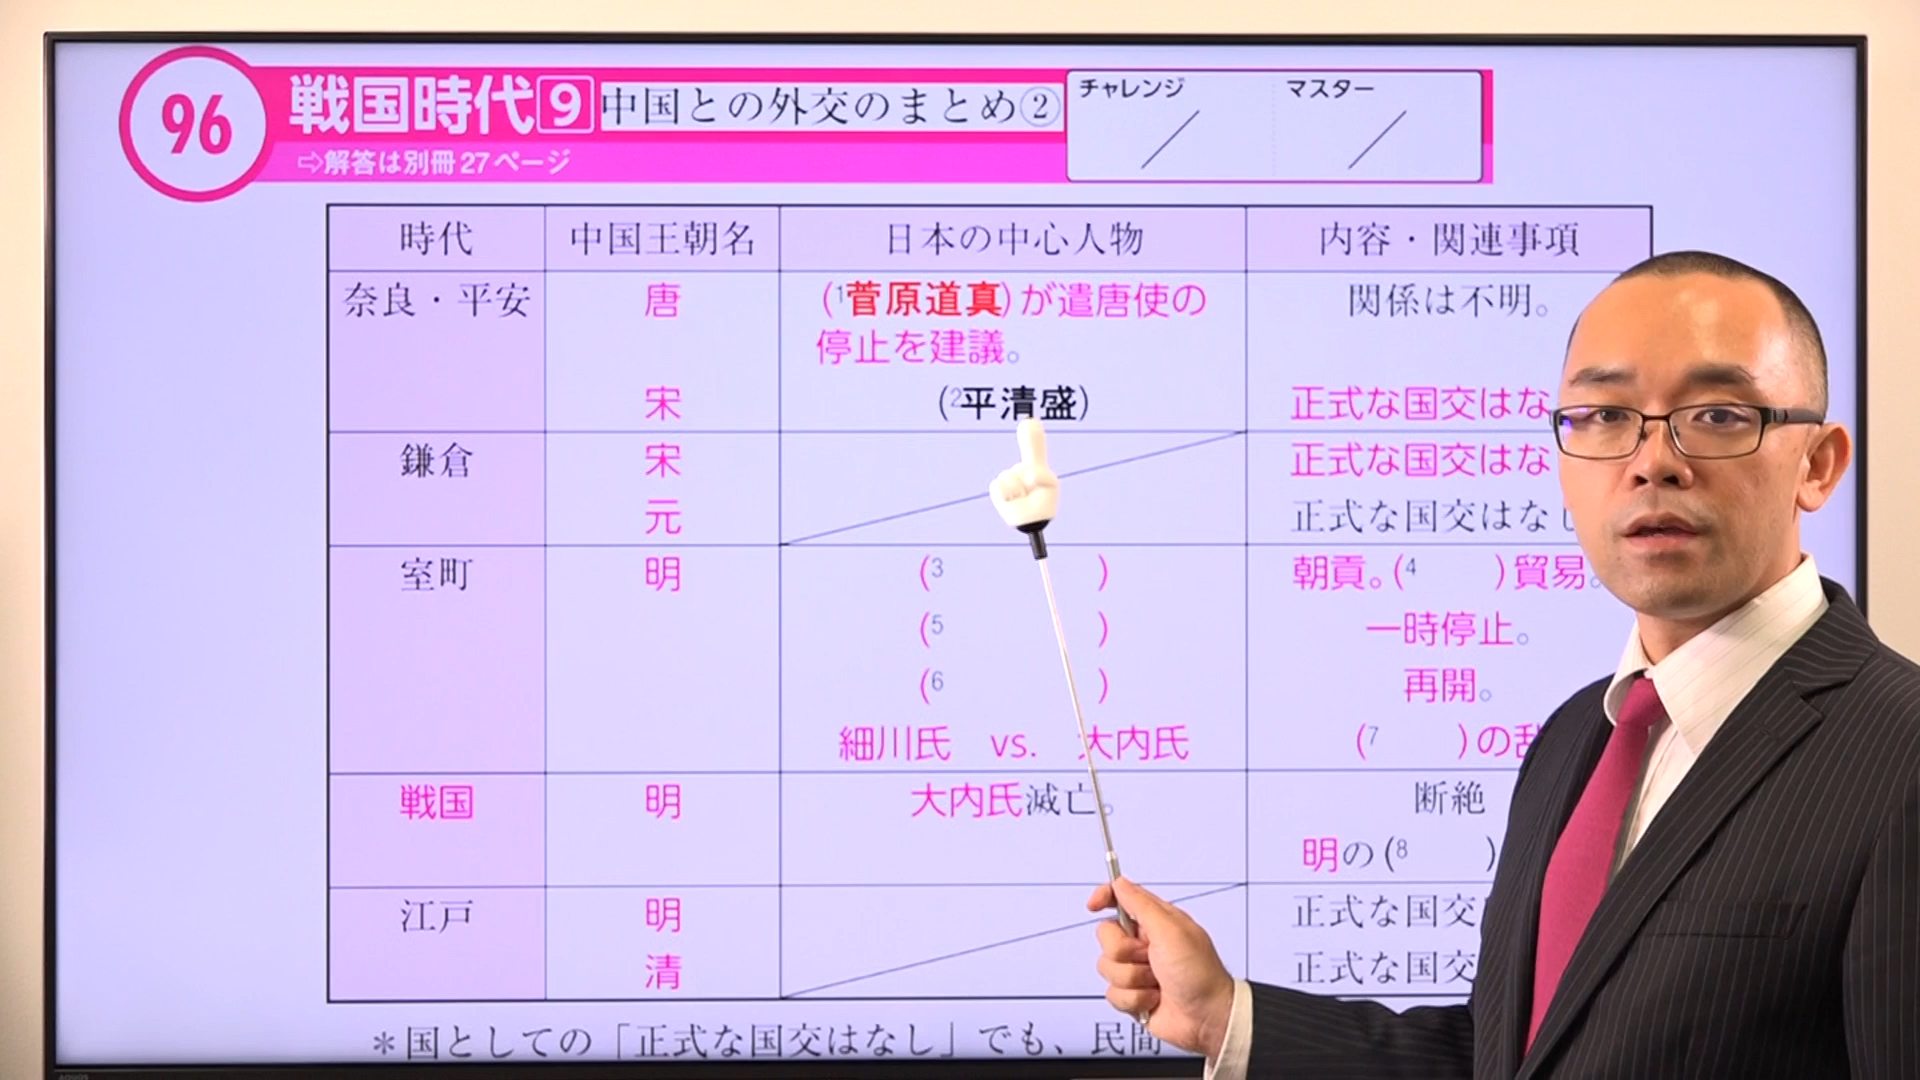 96
戦国時代9 中国との外交のまとめ②
⇨解答は別冊27ページ
チャレンジ マスター
時代 中国王朝名 日本の中心人物 内容・関連事項
奈良・平安 唐 (1菅原道真)が遣唐使の 関係は不明。
停止を建議。
宋 (2平清盛) 正式な国交はな
鎌倉 宋 正式な国交はな
元 正式な国交はなし
室町 明 (3 ) 朝貢。(4 )貿易。
(5 ) 一時停止。
(6 ) 再開。
細川氏 vs. 大内氏 (7 )の乱
戦国 明 大内氏滅亡。 断絶
明の(8 )
江戸 明 正式な国交
清 正式な国交
＊国としての「正式な国交はなし」でも、民間
AQUOS